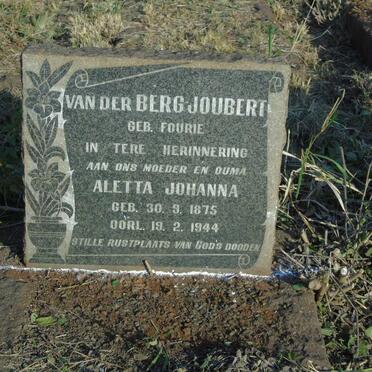 VAN DER BERG JOUBERT
GEB. FOURIE
IN TERE HERINNERING
AAN ONS MOEDER EN OUMA
ALETTA JOHANNA
GEB. 30. 9. 1875
OORL. 19. 2. 1944
STILLE RUSTPLAATS VAN GOD'S DOODEN